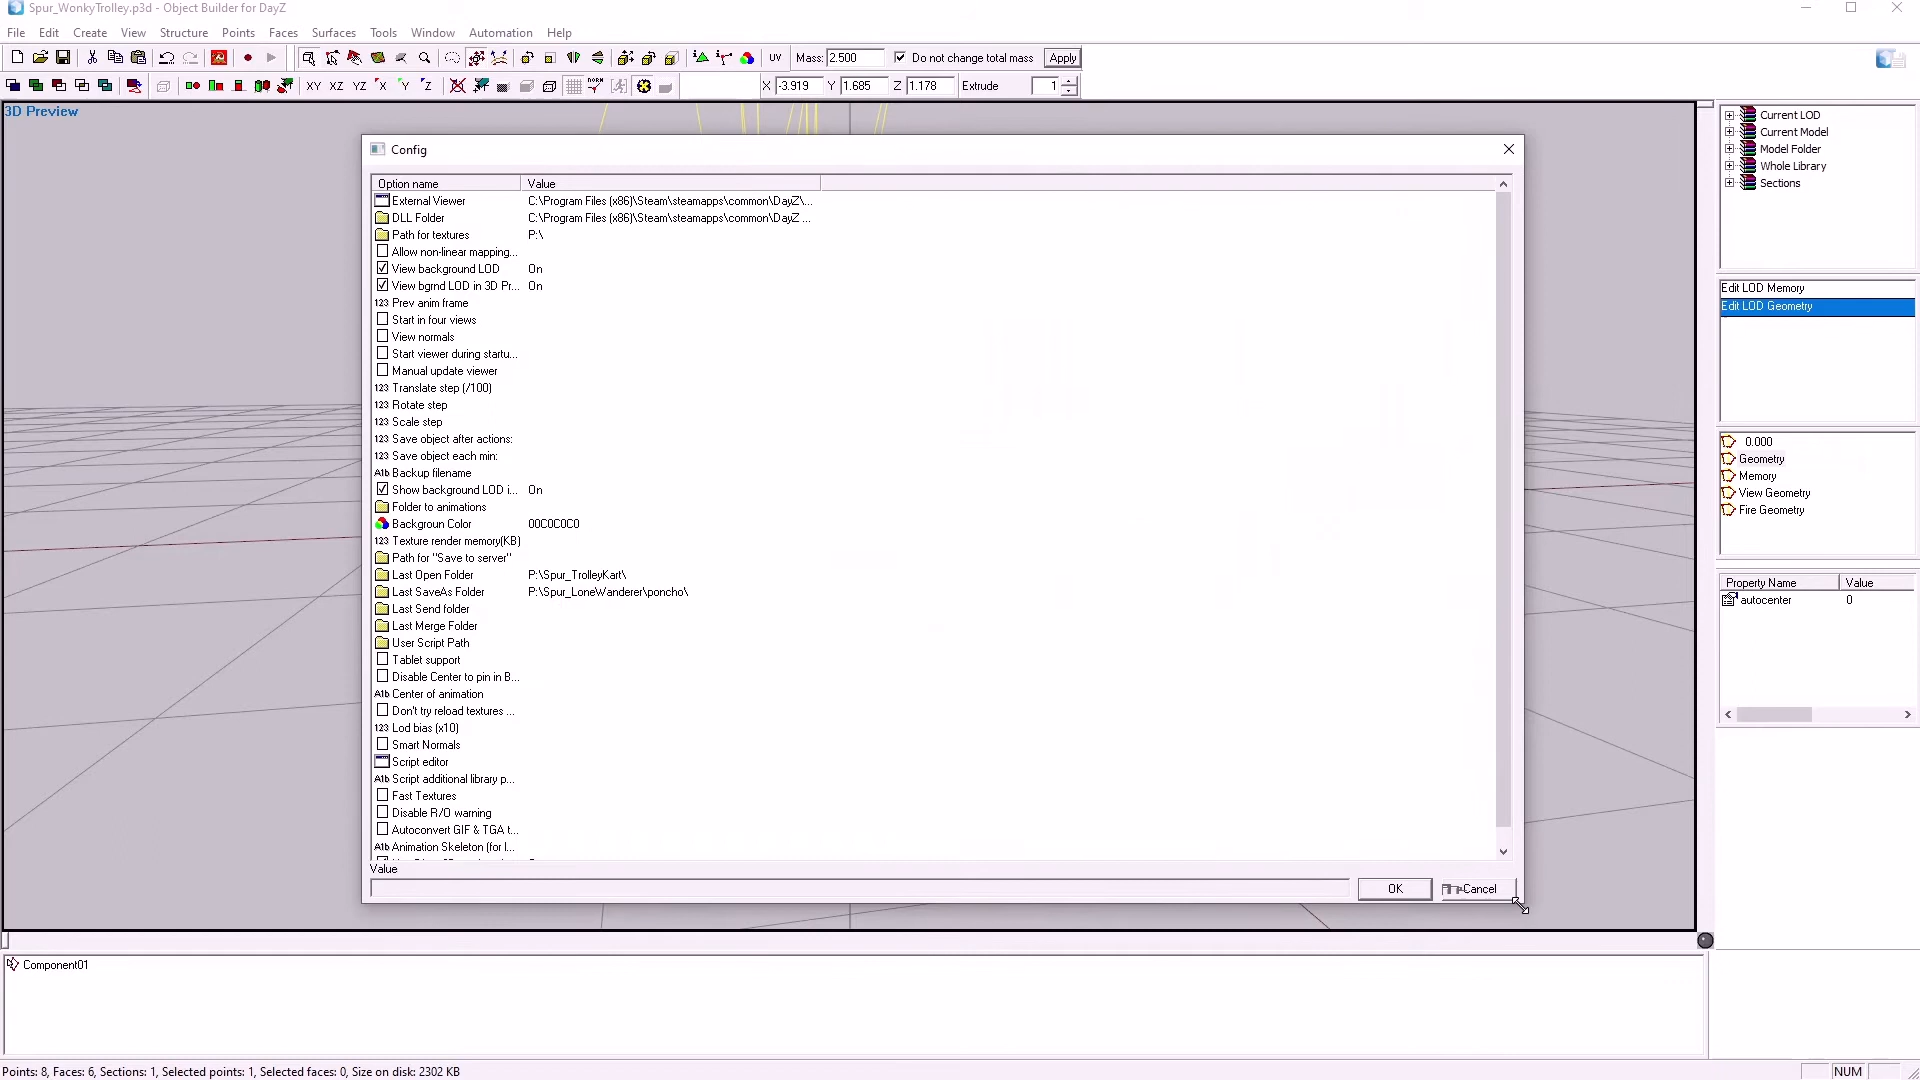 Spur_WonkyTrolley.p3d - Object Builder for DayZ
File Edit Create View Structure Points Faces Surfaces Tools Window Automation Help
UV Mass: 2.500 Do not change total mass Apply
XY XZ YZ X Y Z NORM X -3.919 Y 1.685 Z 1.178 Extrude 1
3D Preview
Config
Option name Value
External Viewer C:\Program Files (x86)\Steam\steamapps\common\DayZ\...
DLL Folder C:\Program Files (x86)\Steam\steamapps\common\DayZ ...
Path for textures P:\
Allow non-linear mapping...
View background LOD On
View bgrnd LOD in 3D Pr... On
123 Prev anim frame
Start in four views
View normals
Start viewer during startu...
Manual update viewer
123 Translate step (/100)
123 Rotate step
123 Scale step
123 Save object after actions:
123 Save object each min:
A1b Backup filename
Show background LOD i... On
Folder to animations
Backgroun Color 00C0C0C0
123 Texture render memory(KB)
Path for "Save to server"
Last Open Folder P:\Spur_TrolleyKart\
Last SaveAs Folder P:\Spur_LoneWanderer\poncho\
Last Send folder
Last Merge Folder
User Script Path
Tablet support
Disable Center to pin in B...
A1b Center of animation
Don't try reload textures ...
123 Lod bias (x10)
Smart Normals
Script editor
A1b Script additional library p...
Fast Textures
Disable R/O warning
Autoconvert GIF & TGA t...
A1b Animation Skeleton (for l...
Value
OK Cancel
Current LOD
Current Model
Model Folder
Whole Library
Sections
Edit LOD Memory
Edit LOD Geometry
0.000
Geometry
Memory
View Geometry
Fire Geometry
Property Name Value
autocenter 0
Component01
Points: 8, Faces: 6, Sections: 1, Selected points: 1, Selected faces: 0, Size on disk: 2302 KB
NUM